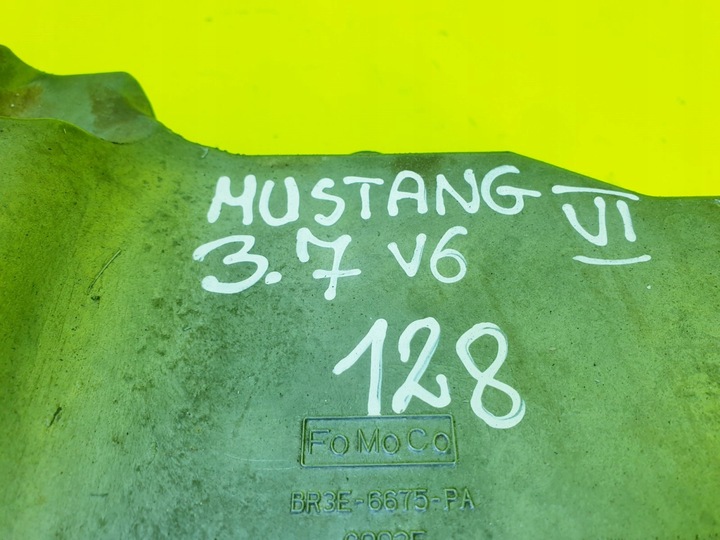 MUSTANG VI
3.7 V6
128
FoMoCo
BR3E-6675-PA